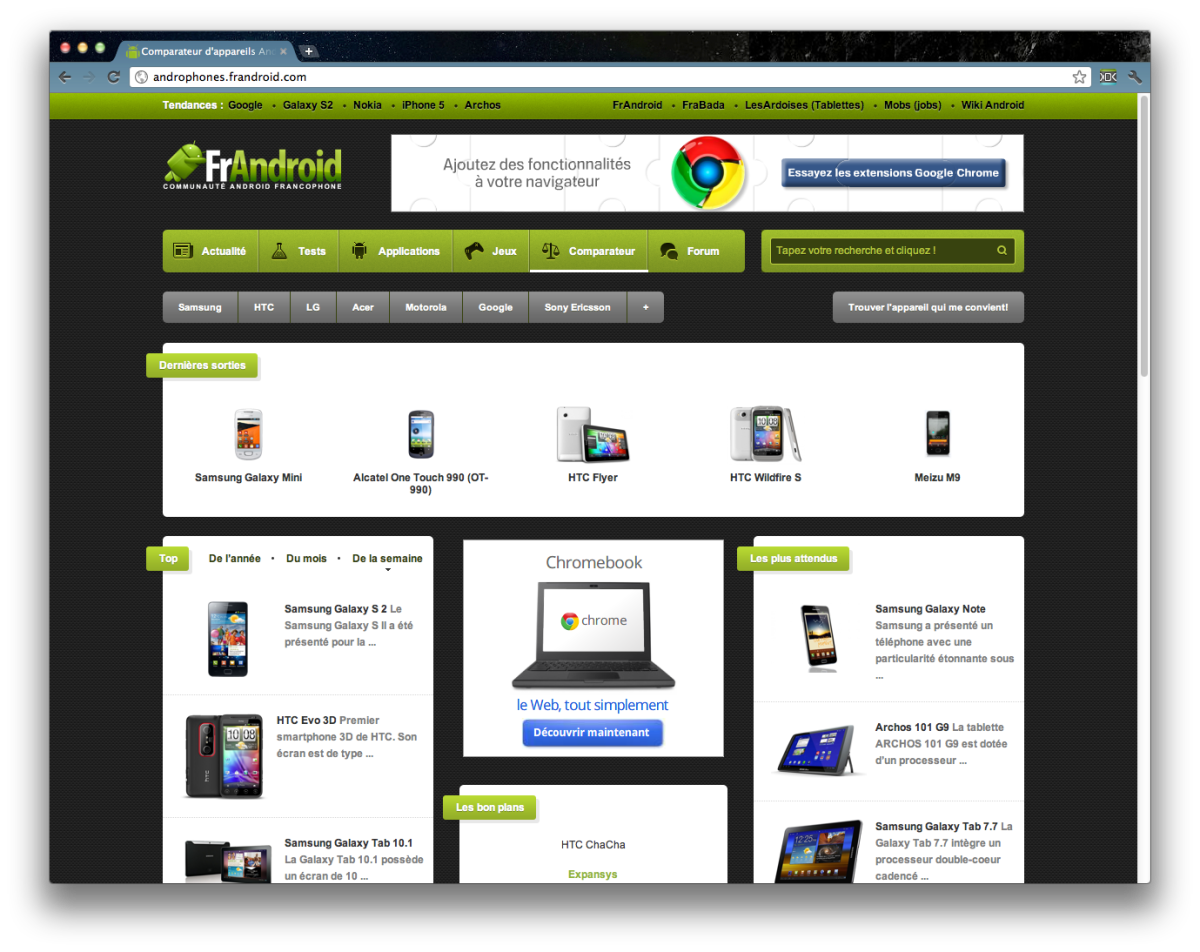 Comparateur d'appareils And
androphones.frandroid.com
Tendances : Google • Galaxy S2 • Nokia • iPhone 5 • Archos
FrAndroid • FraBada • LesArdoises (Tablettes) • Mobs (jobs) • Wiki Android
FrAndroid
COMMUNAUTÉ ANDROID FRANCOPHONE
Ajoutez des fonctionnalités
à votre navigateur
Essayez les extensions Google Chrome
Actualité Tests Applications Jeux Comparateur Forum
Tapez votre recherche et cliquez !
Samsung HTC LG Acer Motorola Google Sony Ericsson +
Trouver l'appareil qui me convient!
Dernières sorties
Samsung Galaxy Mini
Alcatel One Touch 990 (OT-
990)
HTC Flyer
HTC Wildfire S
Meizu M9
Top
De l'année • Du mois • De la semaine
Samsung Galaxy S 2 Le
Samsung Galaxy S II a été
présenté pour la ...
HTC Evo 3D Premier
smartphone 3D de HTC. Son
écran est de type ...
Samsung Galaxy Tab 10.1
La Galaxy Tab 10.1 possède
un écran de 10 ...
Chromebook
chrome
le Web, tout simplement
Découvrir maintenant
Les bon plans
HTC ChaCha
Expansys
Les plus attendus
Samsung Galaxy Note
Samsung a présenté un
téléphone avec une
particularité étonnante sous
...
Archos 101 G9 La tablette
ARCHOS 101 G9 est dotée
d'un processeur ...
Samsung Galaxy Tab 7.7 La
Galaxy Tab 7.7 intègre un
processeur double-coeur
cadencé ...